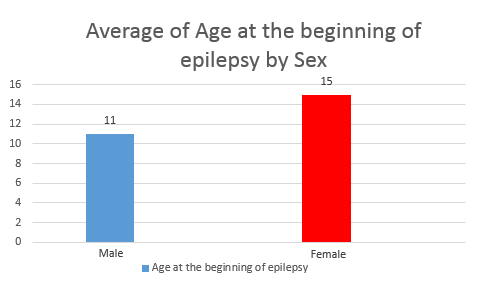 Average of Age at the beginning of
epilepsy by Sex
16
14
12
10
8
6
4
2
0
11
15
Male
Female
Age at the beginning of epilepsy